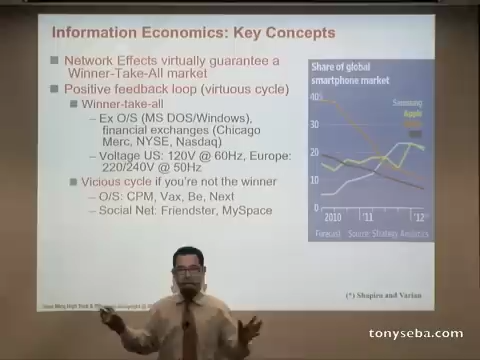 Information Economics: Key Concepts
Network Effects virtually guarantee a
Winner-Take-All market
Positive feedback loop (virtuous cycle)
Winner-take-all
– Ex O/S (MS DOS/Windows),
financial exchanges (Chicago
Merc, NYSE, Nasdaq)
– Voltage US: 120V @ 60Hz, Europe:
220/240V @ 50Hz
Vicious cycle if you're not the winner
– O/S: CPM, Vax, Be, Next
– Social Net: Friendster, MySpace
Share of global
smartphone market
40%
Samsung
Apple
30
20
10
0
2010 '11 '12
Forecast Source: Strategy Analytics
(*) Shapiro and Varian
tonyseba.com